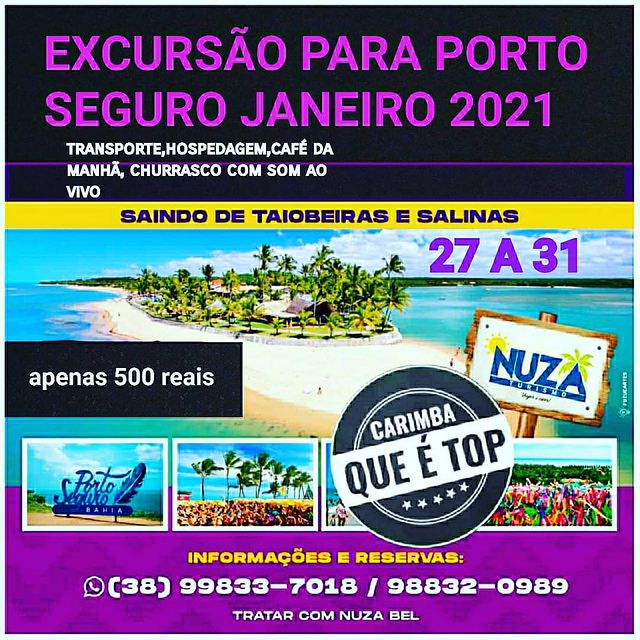 EXCURSÃO PARA PORTO
SEGURO JANEIRO 2021
TRANSPORTE,HOSPEDAGEM,CAFÉ DA
MANHÃ, CHURRASCO COM SOM AO
VIVO
SAINDO DE TAIOBEIRAS E SALINAS
27 A 31
apenas 500 reais
NUZA
TURISMO
CARIMBA
QUE É TOP
Porto
Seguro
BAHIA
INFORMAÇÕES E RESERVAS:
(38) 99833-7018 / 98832-0989
TRATAR COM NUZA BEL